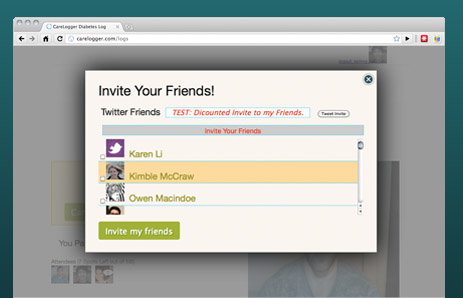 CareLogger Diabetes Log
carelogger.com/logs
Invite Your Friends!
Twitter Friends
TEST: Dicounted Invite to my Friends.
Tweet Invite
Invite Your Friends
Karen Li
Kimble McCraw
Owen Macindoe
Invite my friends
You Pa